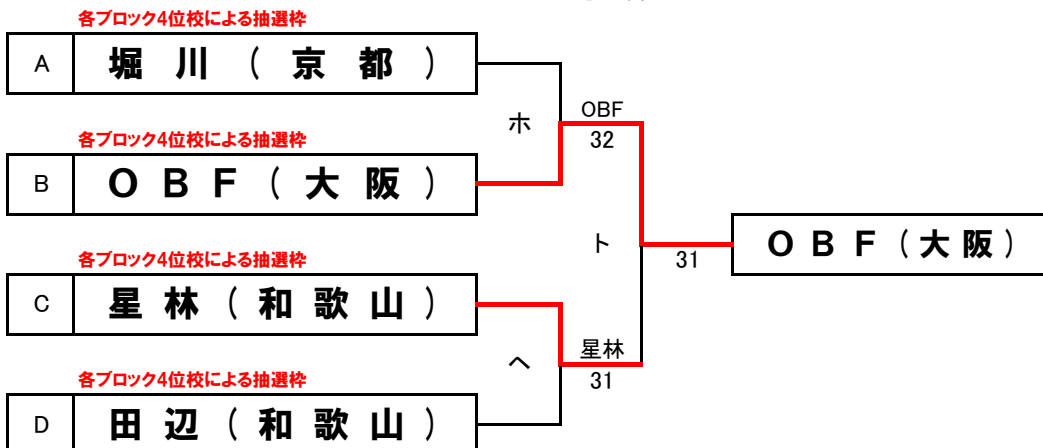 各ブロック4位校による抽選枠
A 堀川(京都)
ホ
OBF
32
各ブロック4位校による抽選枠
B OBF(大阪)
ト
31
OBF(大阪)
各ブロック4位校による抽選枠
C 星林(和歌山)
ヘ
星林
31
各ブロック4位校による抽選枠
D 田辺(和歌山)